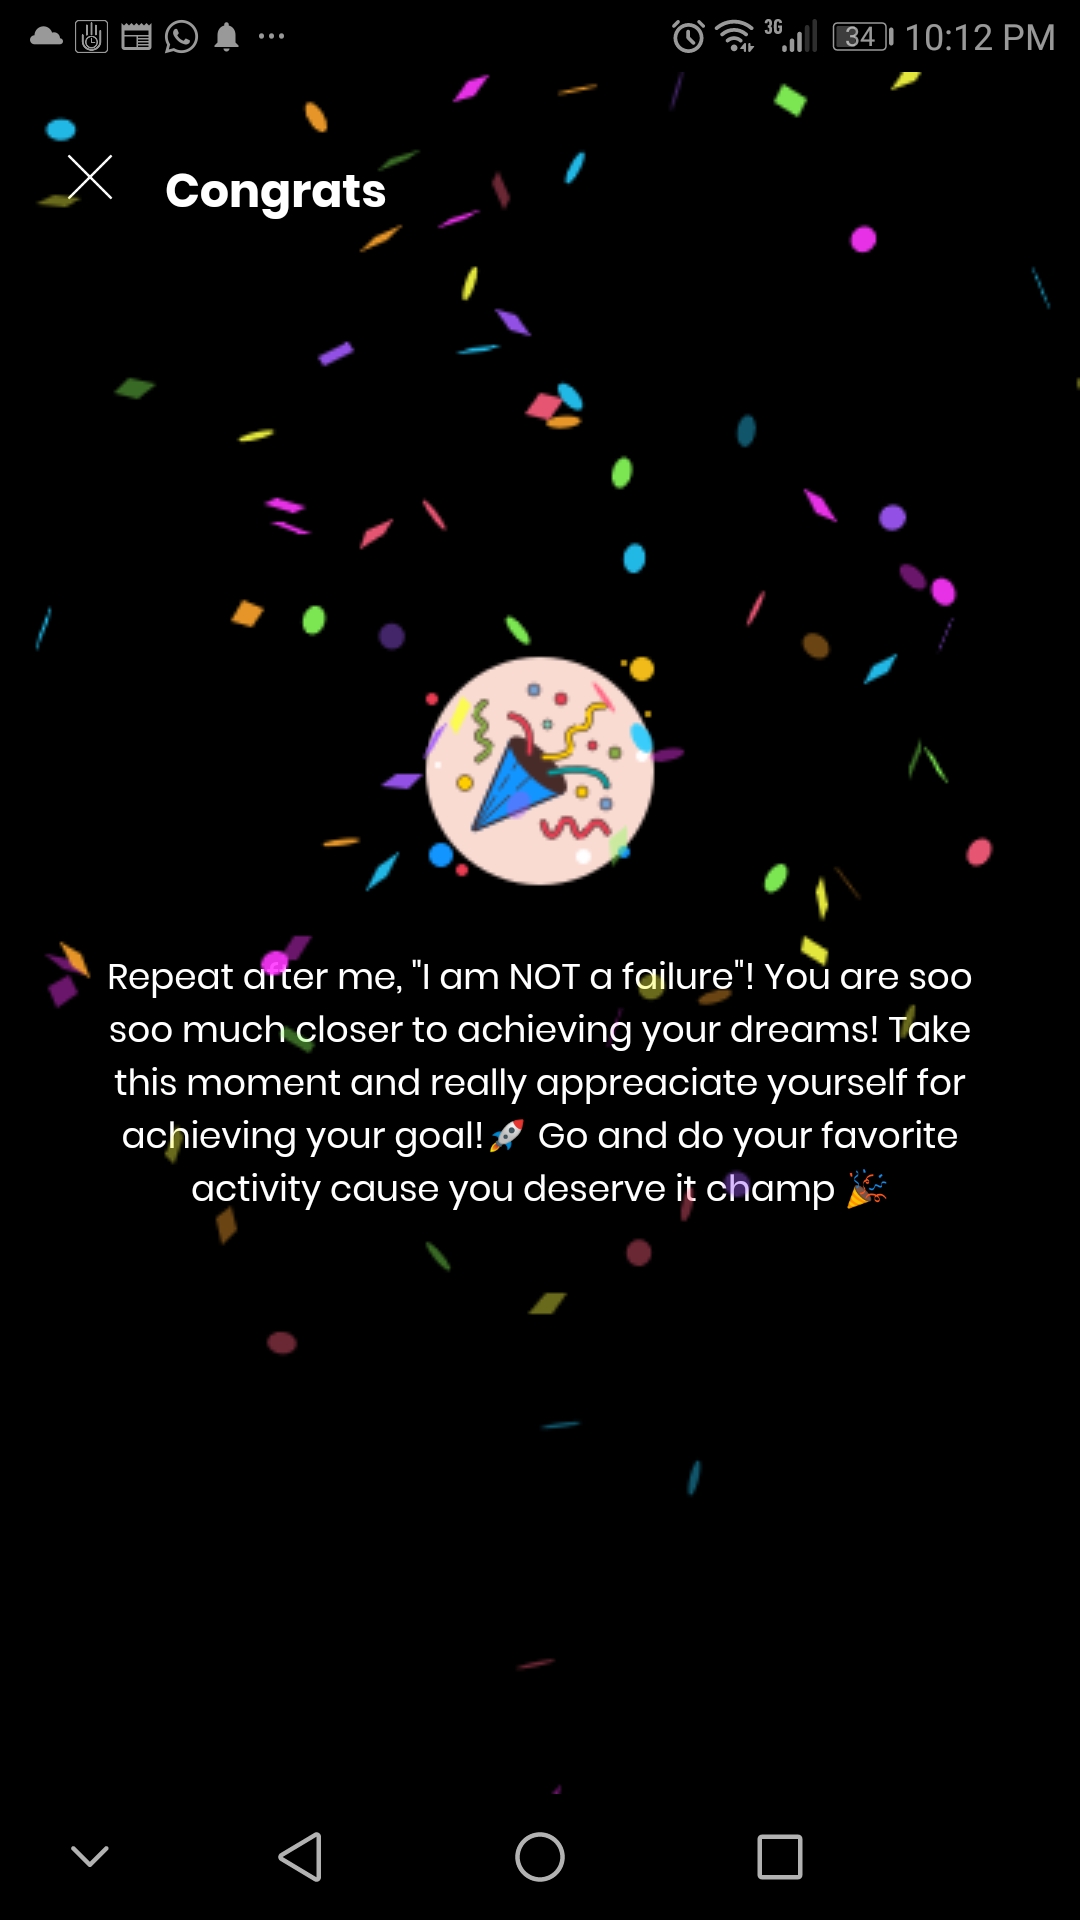 3G 34 10:12 PM
Congrats
Repeat after me, "I am NOT a failure"! You are soo
soo much closer to achieving your dreams! Take
this moment and really appreaciate yourself for
achieving your goal!🚀 Go and do your favorite
activity cause you deserve it champ 🎉